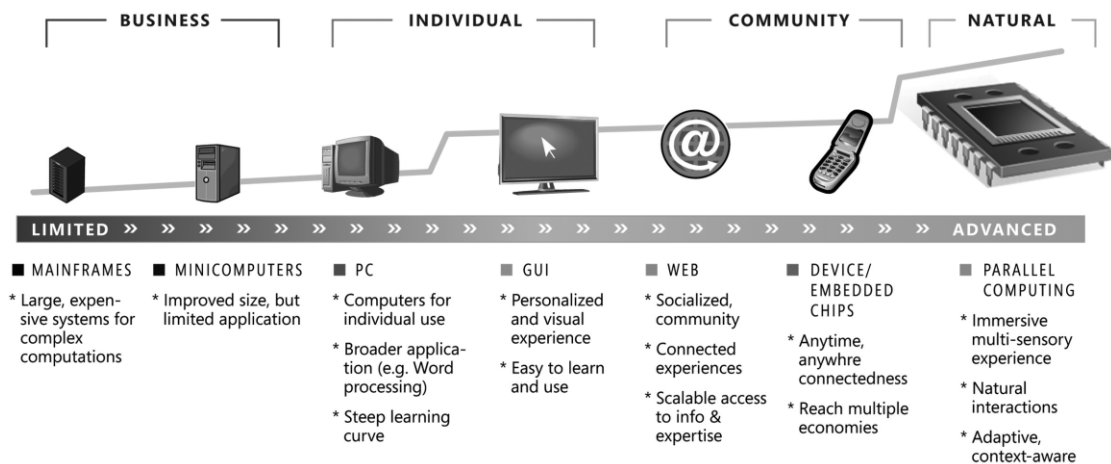 BUSINESS
INDIVIDUAL
COMMUNITY
NATURAL
@
LIMITED » » » » » » » » » » » » » » » » » » » » » » ADVANCED
MAINFRAMES
* Large, expen-
sive systems for
complex
computations
MINICOMPUTERS
* Improved size, but
limited application
PC
* Computers for
individual use
* Broader applica-
tion (e.g. Word
processing)
* Steep learning
curve
GUI
* Personalized
and visual
experience
* Easy to learn
and use
WEB
* Socialized,
community
* Connected
experiences
* Scalable access
to info &
expertise
DEVICE/
EMBEDDED
CHIPS
* Anytime,
anywhre
connectedness
* Reach multiple
economies
PARALLEL
COMPUTING
* Immersive
multi-sensory
experience
* Natural
interactions
* Adaptive,
context-aware